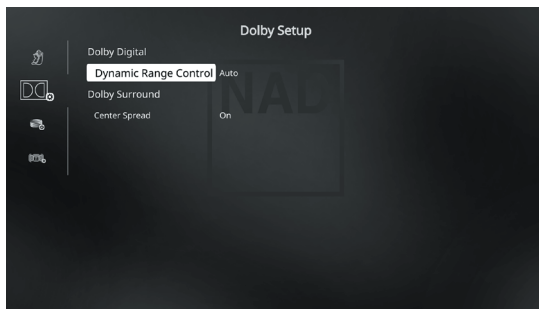 Dolby Setup
Dolby Digital
Dynamic Range Control Auto
Dolby Surround
Center Spread On
NAD